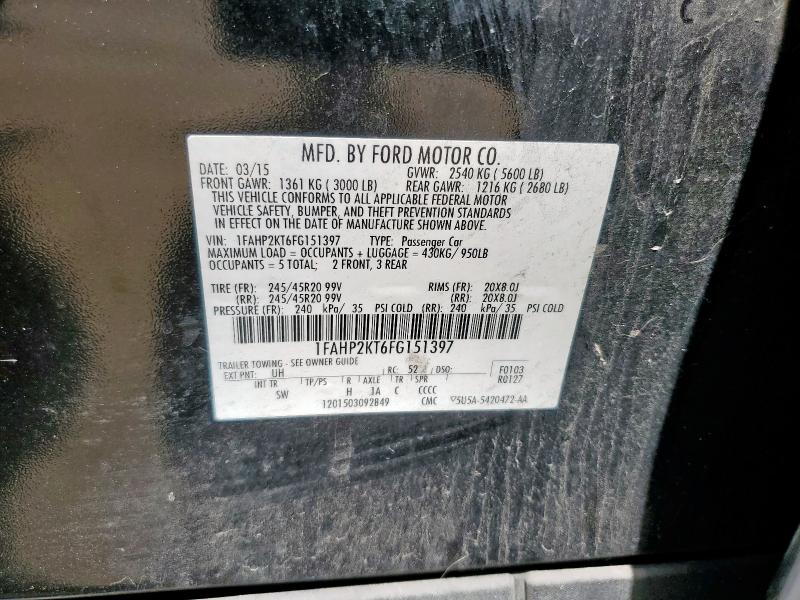 MFD. BY FORD MOTOR CO.
DATE: 03/15 GVWR: 2540 KG ( 5600 LB)
FRONT GAWR: 1361 KG ( 3000 LB) REAR GAWR: 1216 KG ( 2680 LB)
THIS VEHICLE CONFORMS TO ALL APPLICABLE FEDERAL MOTOR
VEHICLE SAFETY, BUMPER, AND THEFT PREVENTION STANDARDS
IN EFFECT ON THE DATE OF MANUFACTURE SHOWN ABOVE.
VIN: 1FAHP2KT6FG151397 TYPE: Passenger Car
MAXIMUM LOAD = OCCUPANTS + LUGGAGE = 430KG/ 950LB
OCCUPANTS = 5 TOTAL; 2 FRONT, 3 REAR
TIRE (FR): 245/45R20 99V RIMS (FR): 20X8.0J
(RR): 245/45R20 99V (RR): 20X8.0J
PRESSURE (FR): 240 kPa/ 35 PSI COLD (RR): 240 kPa/ 35 PSI COLD
1FAHP2KT6FG151397
TRAILER TOWING - SEE OWNER GUIDE
EXT PNT: UH RC: 52 DSO: F0103
INT TR TP/PS R AXLE TR SPR R0127
SW H 3A C CCCC
1201503092849 CMC 5U5A-5420472-AA